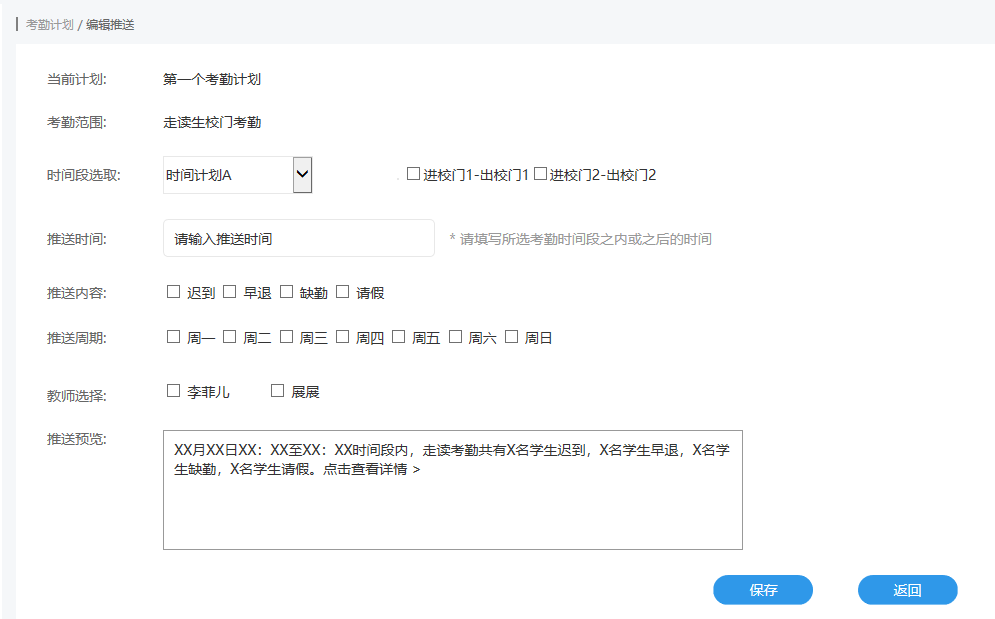 考勤计划 / 编辑推送
当前计划: 第一个考勤计划
考勤范围: 走读生校门考勤
时间段选取: 时间计划A 进校门1-出校门1 进校门2-出校门2
推送时间: 请输入推送时间 * 请填写所选考勤时间段之内或之后的时间
推送内容: 迟到 早退 缺勤 请假
推送周期: 周一 周二 周三 周四 周五 周六 周日
教师选择: 李菲儿 展展
推送预览: XX月XX日XX：XX至XX：XX时间段内，走读考勤共有X名学生迟到，X名学生早退，X名学
生缺勤，X名学生请假。点击查看详情 >
保存 返回